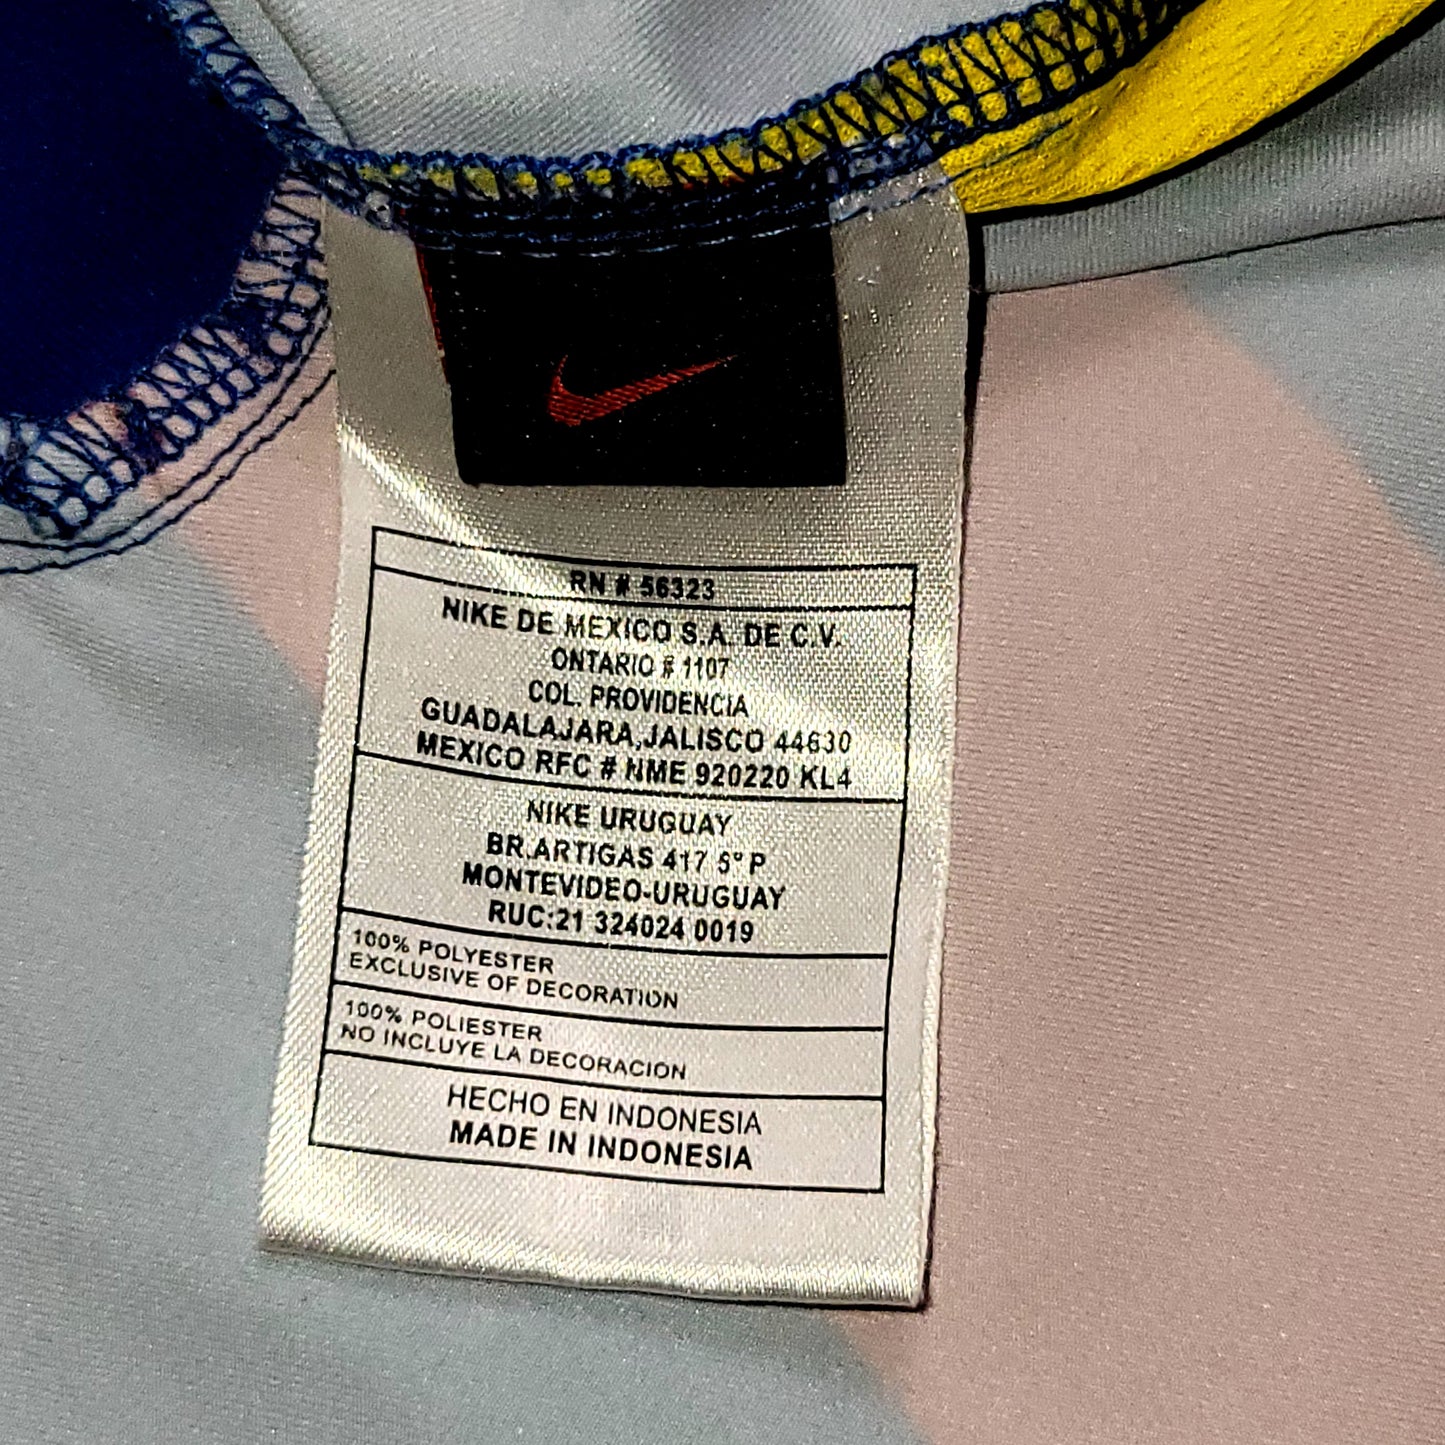 RN # 56323
NIKE DE MEXICO S.A. DE C.V.
ONTARIO # 1107
COL. PROVIDENCIA
GUADALAJARA,JALISCO 44630
MEXICO RFC # NME 920220 KL4
NIKE URUGUAY
BR.ARTIGAS 417 5° P
MONTEVIDEO-URUGUAY
RUC:21 324024 0019
100% POLYESTER
EXCLUSIVE OF DECORATION
100% POLIESTER
NO INCLUYE LA DECORACION
HECHO EN INDONESIA
MADE IN INDONESIA